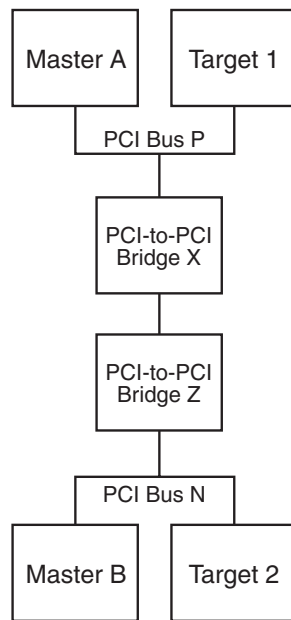 Master A
Target 1
PCI Bus P
PCI-to-PCI
Bridge X
PCI-to-PCI
Bridge Z
PCI Bus N
Master B
Target 2